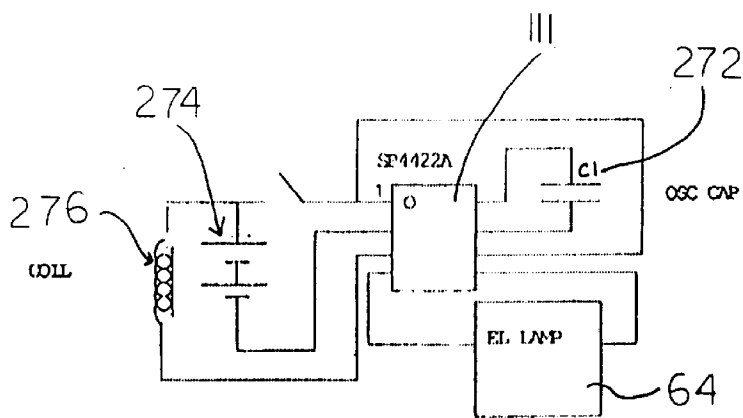 111
272
274
SP4422A
1
C1
OSC CAP
276
COIL
EL LAMP
64